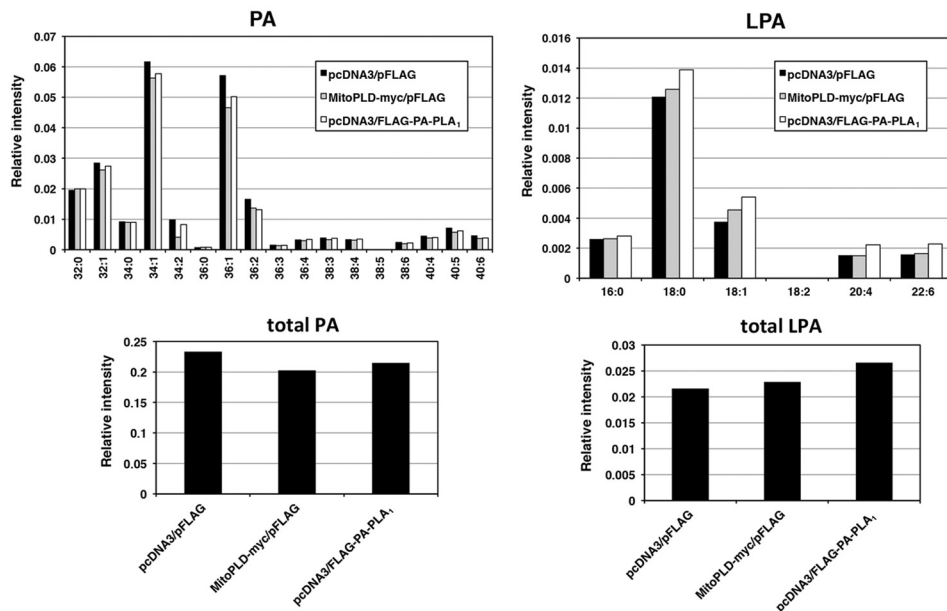 PA
Relative intensity
0.07
0.06
0.05
0.04
0.03
0.02
0.01
0
pcDNA3/pFLAG
MitoPLD-myc/pFLAG
pcDNA3/FLAG-PA-PLA₁
32:0
32:1
34:0
34:1
34:2
36:0
36:1
36:2
36:3
36:4
38:3
38:4
38:5
38:6
40:4
40:5
40:6
LPA
Relative intensity
0.016
0.014
0.012
0.01
0.008
0.006
0.004
0.002
0
pcDNA3/pFLAG
MitoPLD-myc/pFLAG
pcDNA3/FLAG-PA-PLA₁
16:0
18:0
18:1
18:2
20:4
22:6
total PA
Relative intensity
0.25
0.2
0.15
0.1
0.05
0
pcDNA3/pFLAG
MitoPLD-myc/pFLAG
pcDNA3/FLAG-PA-PLA₁
total LPA
Relative intensity
0.03
0.025
0.02
0.015
0.01
0.005
0
pcDNA3/pFLAG
MitoPLD-myc/pFLAG
pcDNA3/FLAG-PA-PLA₁